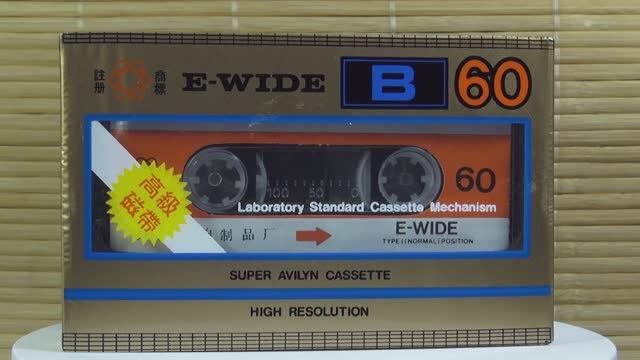 註冊
商標
E-WIDE
B
60
高級
磁帶
100 50 0
60
Laboratory Standard Cassette Mechanism
制品厂
E-WIDE
TYPE I (NORMAL) POSITION
SUPER AVILYN CASSETTE
HIGH RESOLUTION